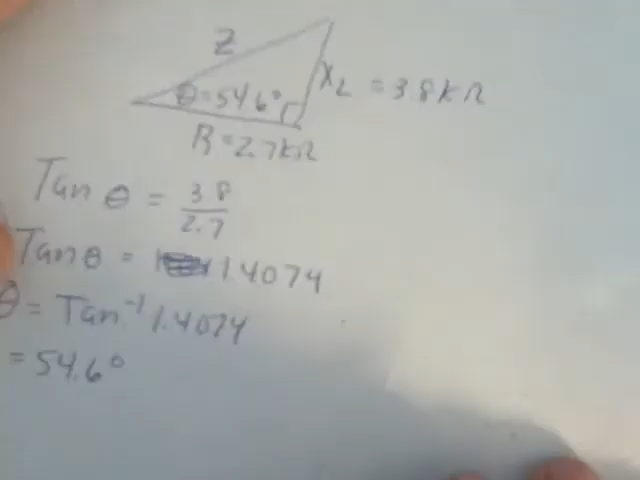 Z
θ=54.6°
XL = 3.8KΩ
R=2.7KΩ
Tan θ = 3.8/2.7
Tanθ = 1.4074
θ = Tan⁻¹ 1.4074
= 54.6°